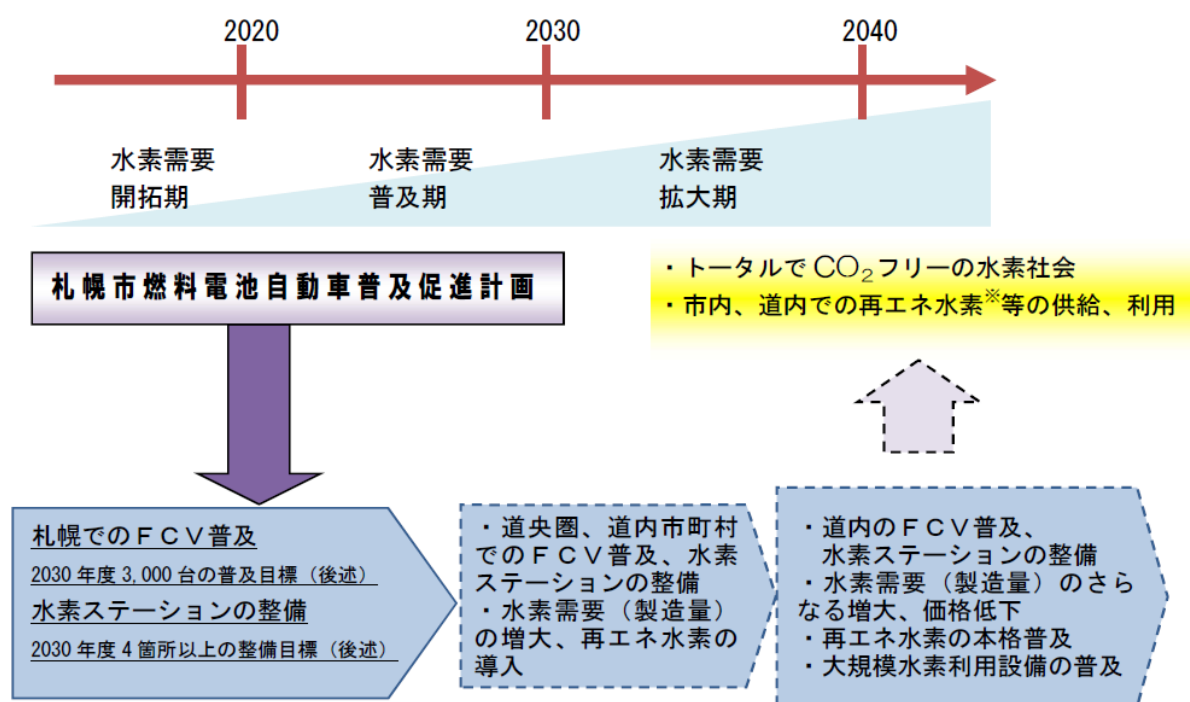 2020
2030
2040
水素需要
開拓期
水素需要
普及期
水素需要
拡大期
札幌市燃料電池自動車普及促進計画
・トータルでCO₂フリーの水素社会
・市内、道内での再エネ水素※等の供給、利用
札幌でのFCV普及
2030年度3,000台の普及目標(後述)
水素ステーションの整備
2030年度4箇所以上の整備目標(後述)
・道央圏、道内市町村
でのFCV普及、水素
ステーションの整備
・水素需要(製造量)
の増大、再エネ水素の
導入
・道内のFCV普及、
水素ステーションの整備
・水素需要(製造量)のさら
なる増大、価格低下
・再エネ水素の本格普及
・大規模水素利用設備の普及